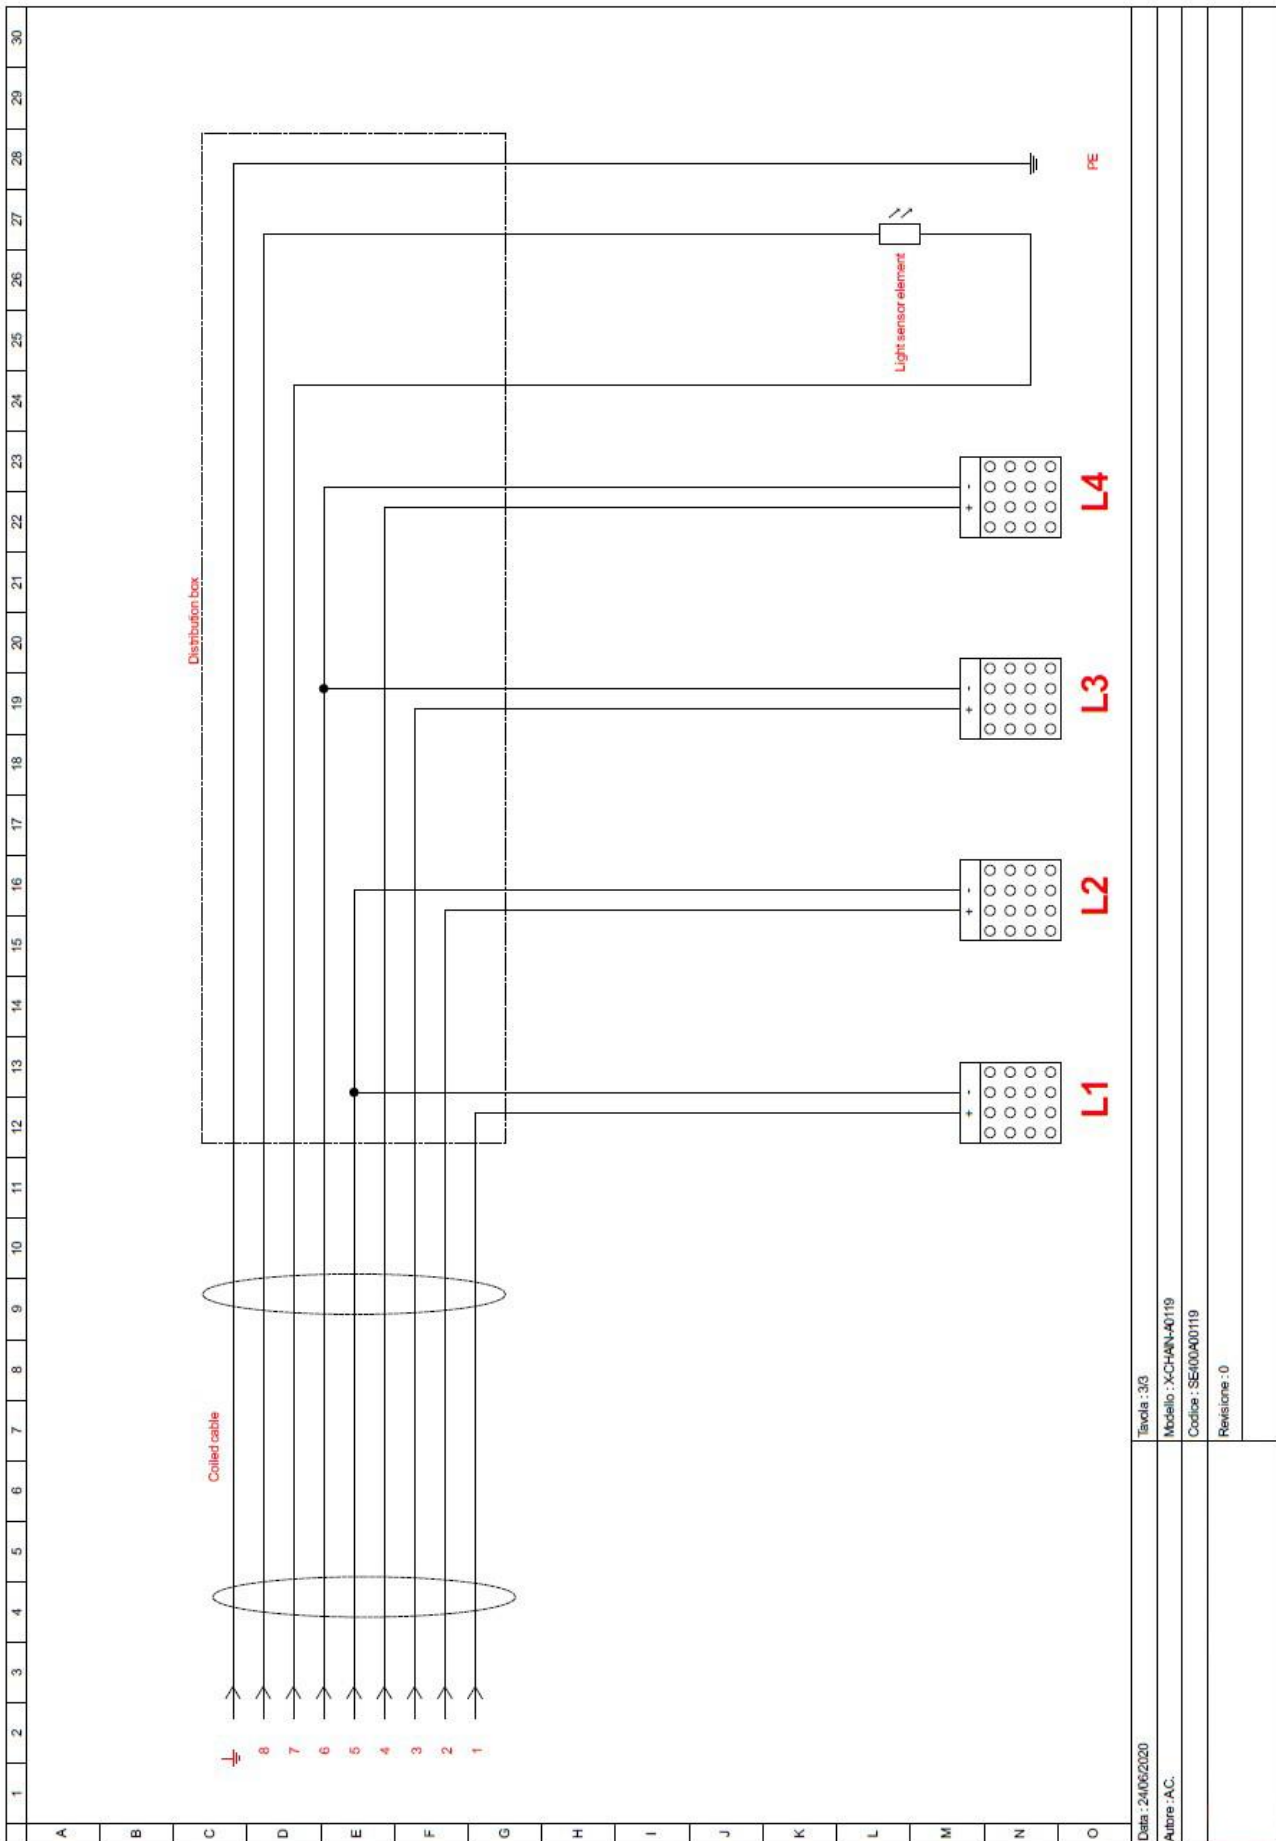 1 2 3 4 5 6 7 8 9 10 11 12 13 14 15 16 17 18 19 20 21 22 23 24 25 26 27 28 29 30
A
B
C
D
E
F
G
H
I
J
K
L
M
N
O
Distribution box
Coiled cable
8
7
6
5
4
3
2
1
Light sensor element
+ -
+ -
+ -
+ -
L1
L2
L3
L4
PE
Data : 24/06/2020
Autore : A.C.
Tavola : 3/3
Modello : X-CHAIN-A0119
Codice : SE400A00119
Revisione : 0